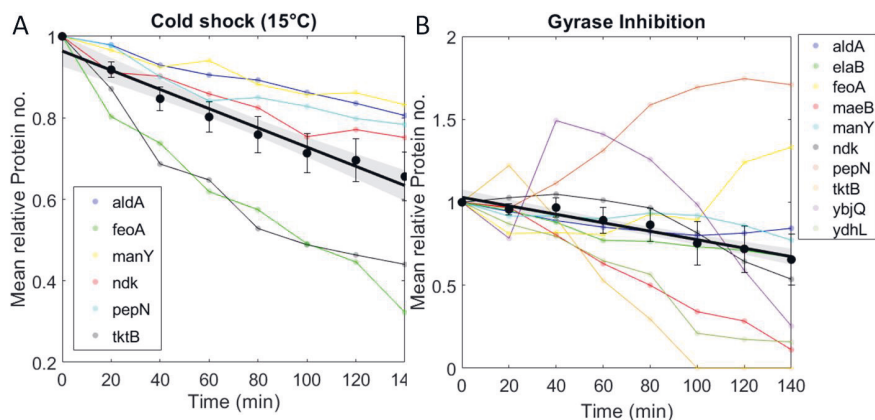 A
Cold shock (15°C)
Mean relative Protein no.
1
0.8
0.6
0.4
0.2
0
20
40
60
80
100
120
14
Time (min)
aldA
feoA
manY
ndk
pepN
tktB
B
Gyrase Inhibition
Mean relative Protein no.
2
1.5
1
0.5
0
0
20
40
60
80
100
120
140
Time (min)
aldA
elaB
feoA
maeB
manY
ndk
pepN
tktB
ybjQ
ydhL